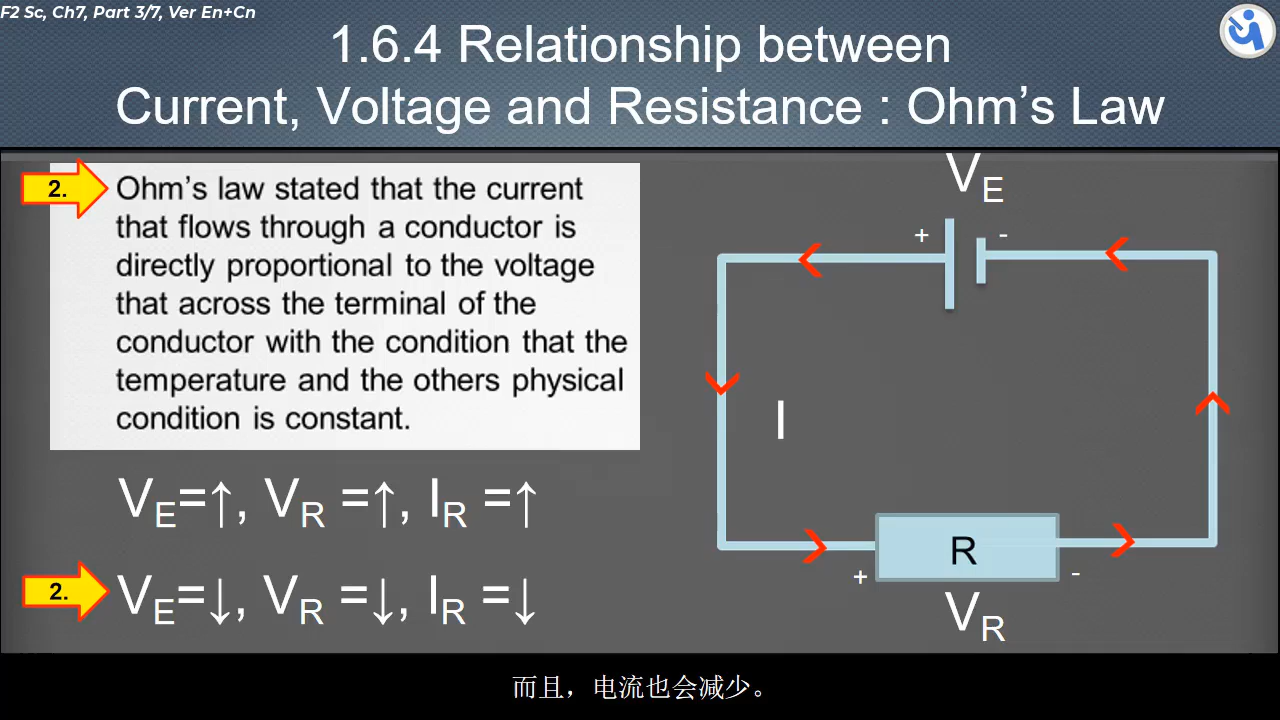 F2 Sc, Ch7, Part 3/7, Ver En+Cn
1.6.4 Relationship between
Current, Voltage and Resistance : Ohm’s Law
2.
Ohm’s law stated that the current
that flows through a conductor is
directly proportional to the voltage
that across the terminal of the
conductor with the condition that the
temperature and the others physical
condition is constant.
V_E=↑, V_R =↑, I_R =↑
2.
V_E=↓, V_R =↓, I_R =↓
V_E
+ -
I
R
+ -
V_R
而且，电流也会减少。